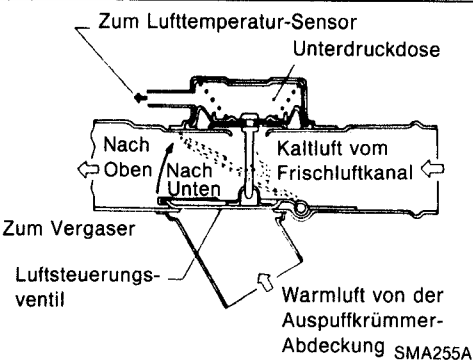 Zum Lufttemperatur-Sensor
Unterdruckdose
Nach
Oben
Nach
Unten
Kaltluft vom
Frischluftkanal
Zum Vergaser
Luftsteuerungs-
ventil
Warmluft von der
Auspuffkrümmer-
Abdeckung
SMA255A